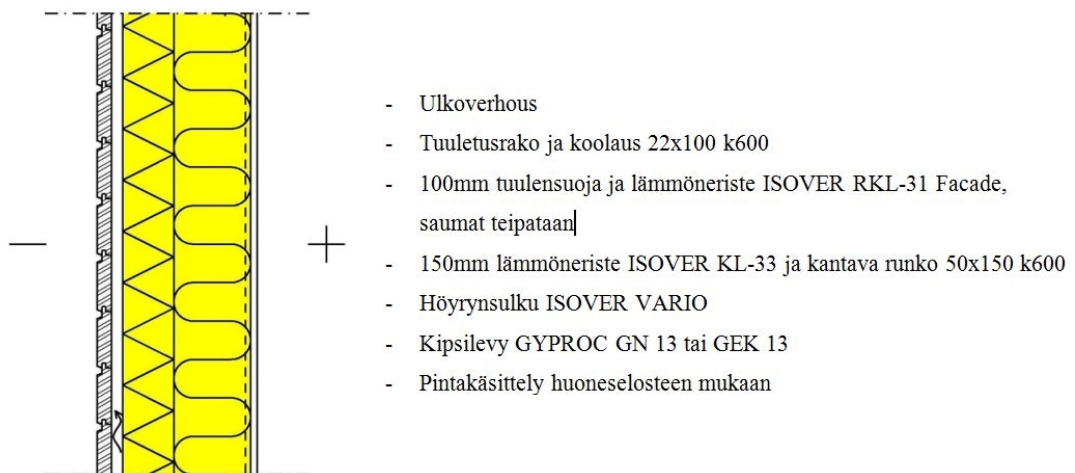 - Ulkoverhous
- Tuuletusrako ja koolaus 22x100 k600
- 100mm tuulensuoja ja lämmöneriste ISOVER RKL-31 Facade,
saumat teipataan
- 150mm lämmöneriste ISOVER KL-33 ja kantava runko 50x150 k600
- Höyrynsulku ISOVER VARIO
- Kipsilevy GYPROC GN 13 tai GEK 13
- Pintakäsittely huoneselosteen mukaan